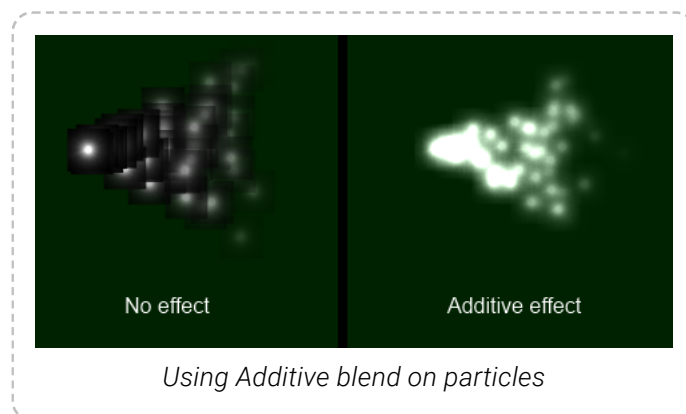 No effect
Additive effect
Using Additive blend on particles